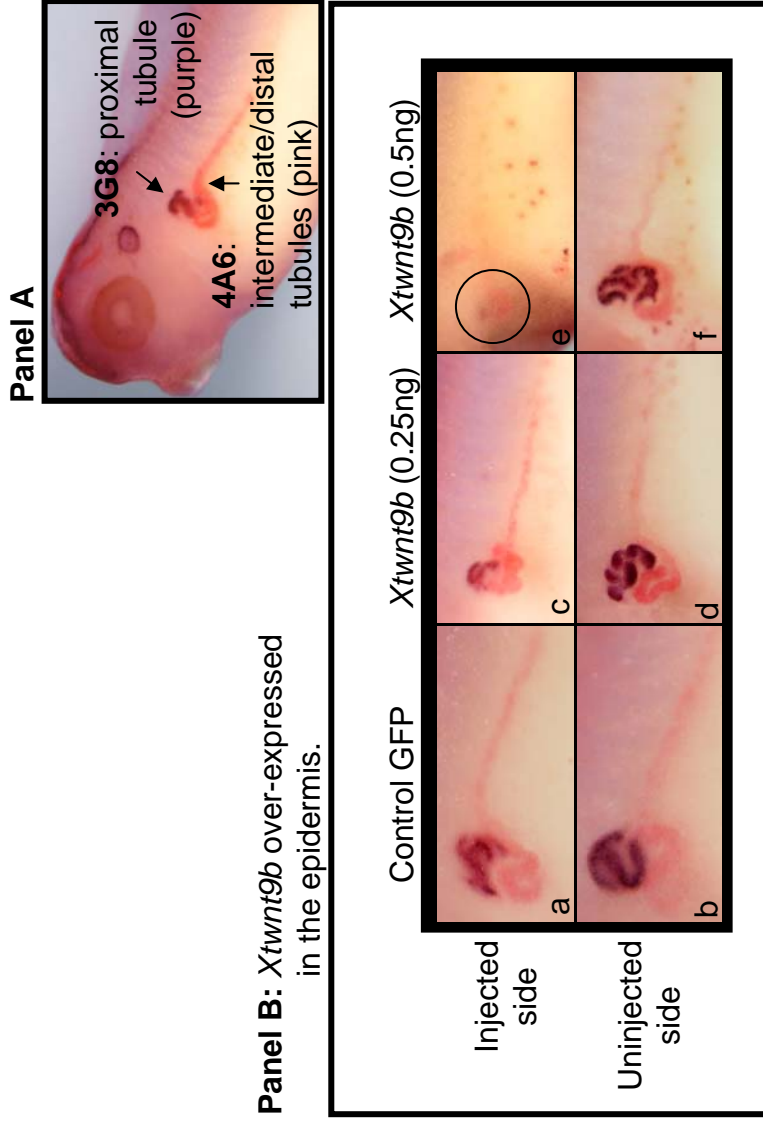 Panel A
3G8: proximal
tubule
(purple)
4A6:
intermediate/distal
tubules (pink)
Panel B: Xtwnt9b over-expressed
in the epidermis.
Control GFP
Xtwnt9b (0.25ng)
Xtwnt9b (0.5ng)
Injected
side
a
c
e
Uninjected
side
b
d
f